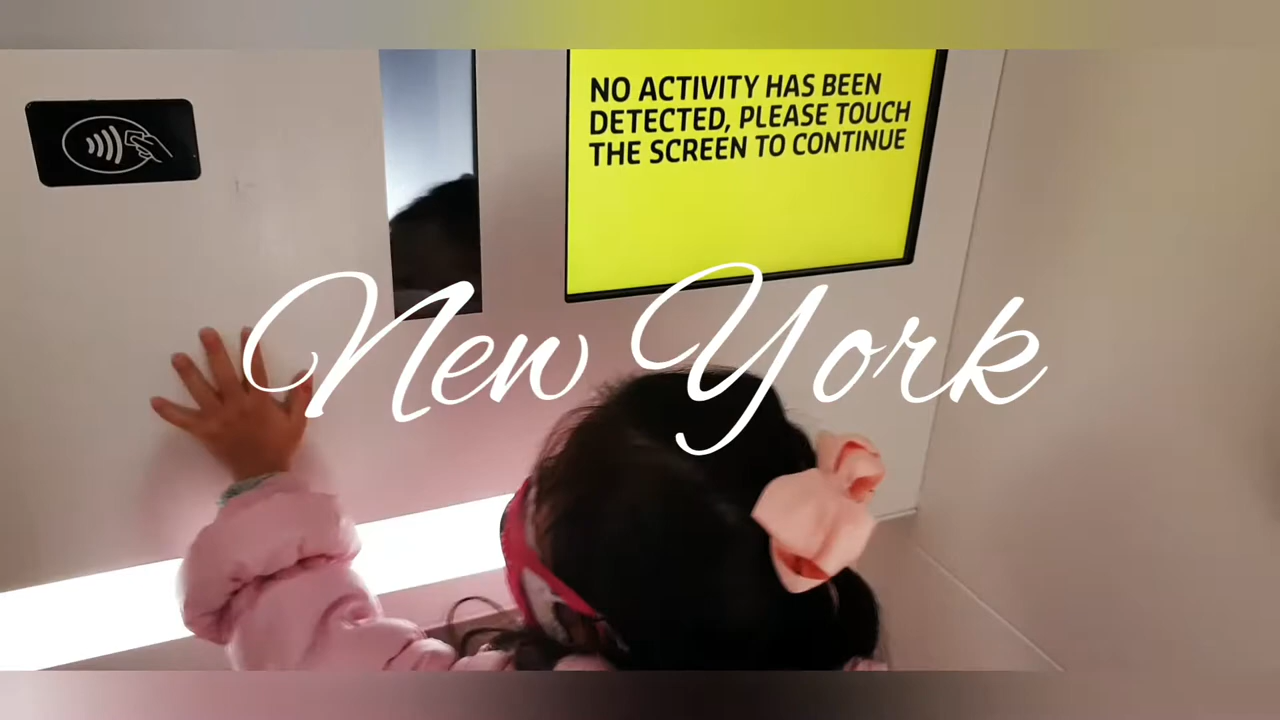 NO ACTIVITY HAS BEEN
DETECTED, PLEASE TOUCH
THE SCREEN TO CONTINUE
New York